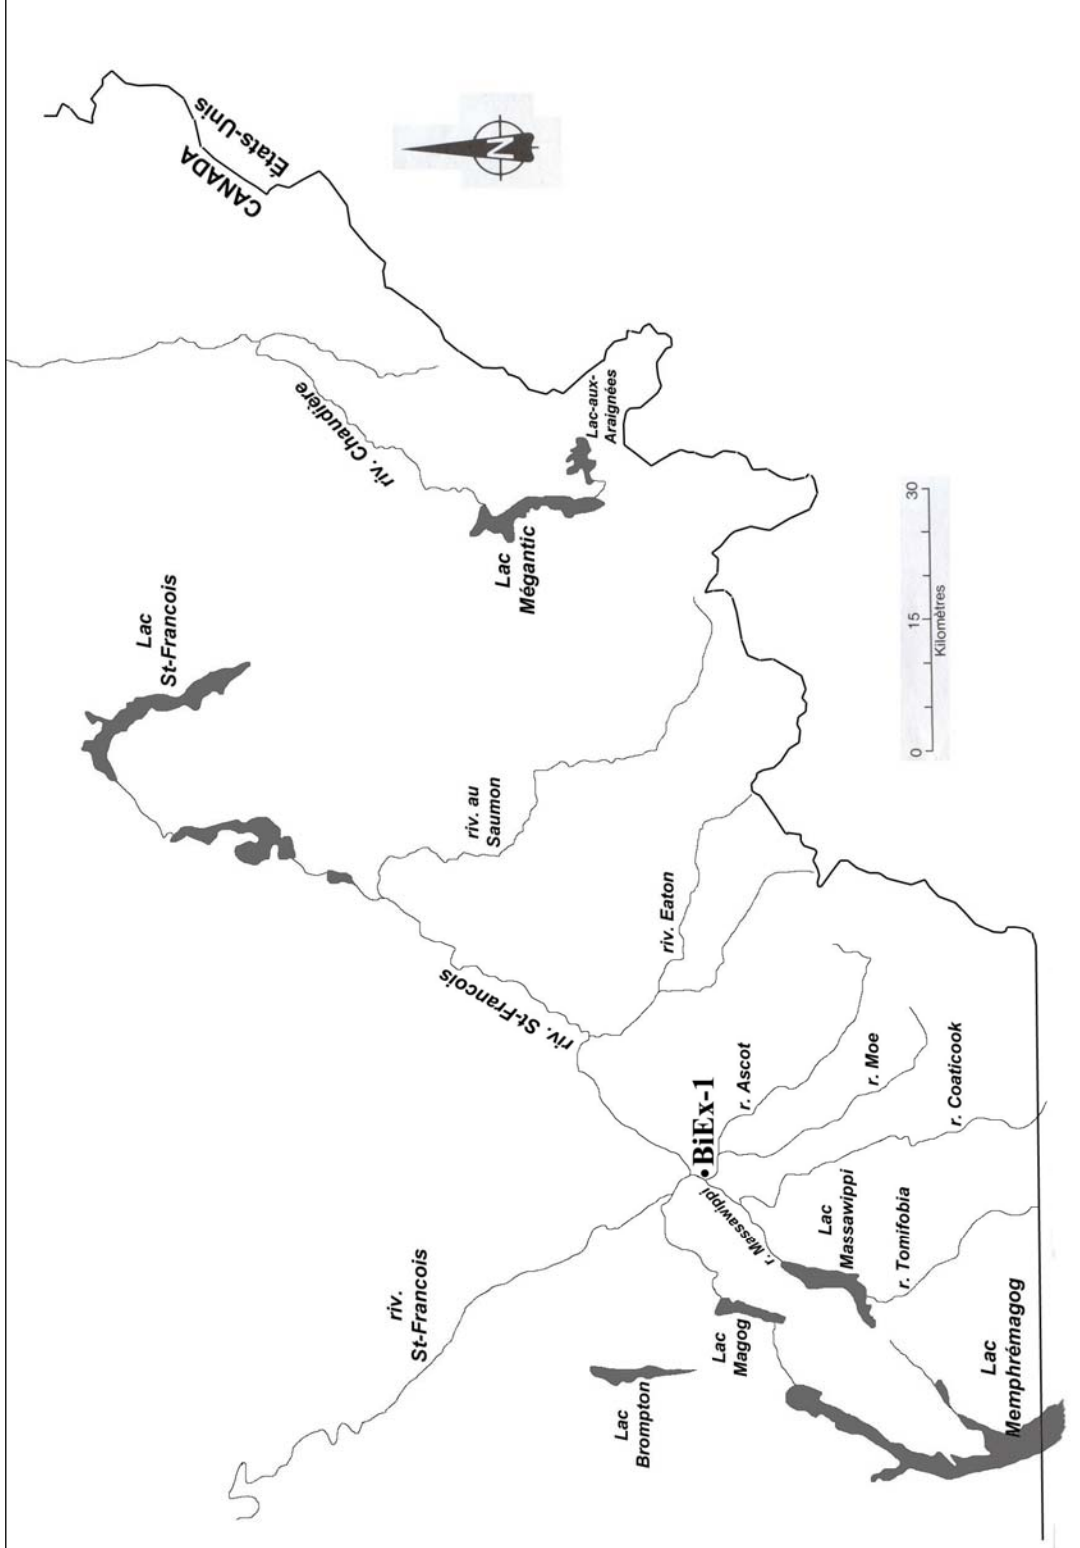 États-Unis
CANADA
N
riv. Chaudière
Lac-aux-
Araignées
Lac
Mégantic
Lac
St-Francois
riv. au
Saumon
riv. Eaton
riv. St-Francois
0
15
30
Kilomètres
•BiEx-1
r. Ascot
r. Moe
r. Coaticook
r. Massawippi
Lac
Massawippi
r. Tomifobia
riv.
St-Francois
Lac
Magog
Lac
Brompton
Lac
Memphrémagog